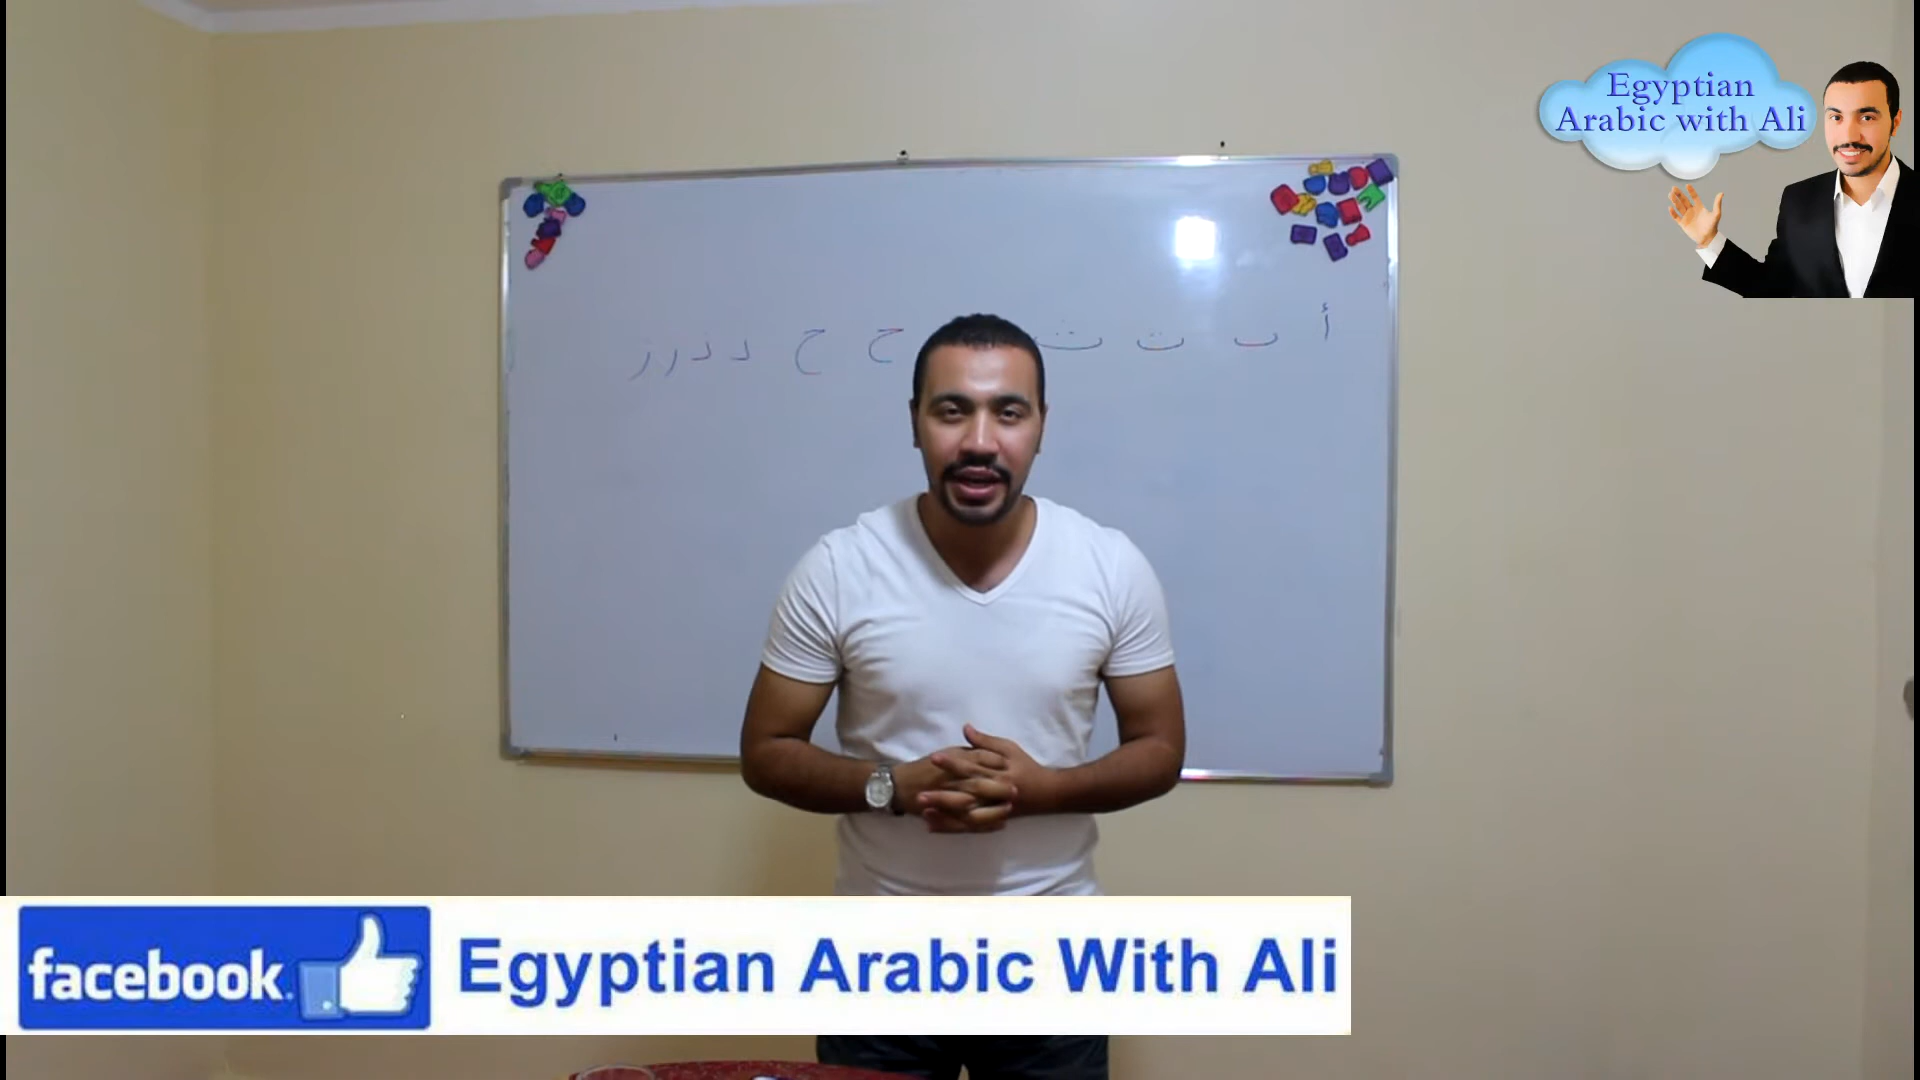 Egyptian
Arabic with Ali
أ ب ت ث ح ح د د ر ز
facebook.
Egyptian Arabic With Ali